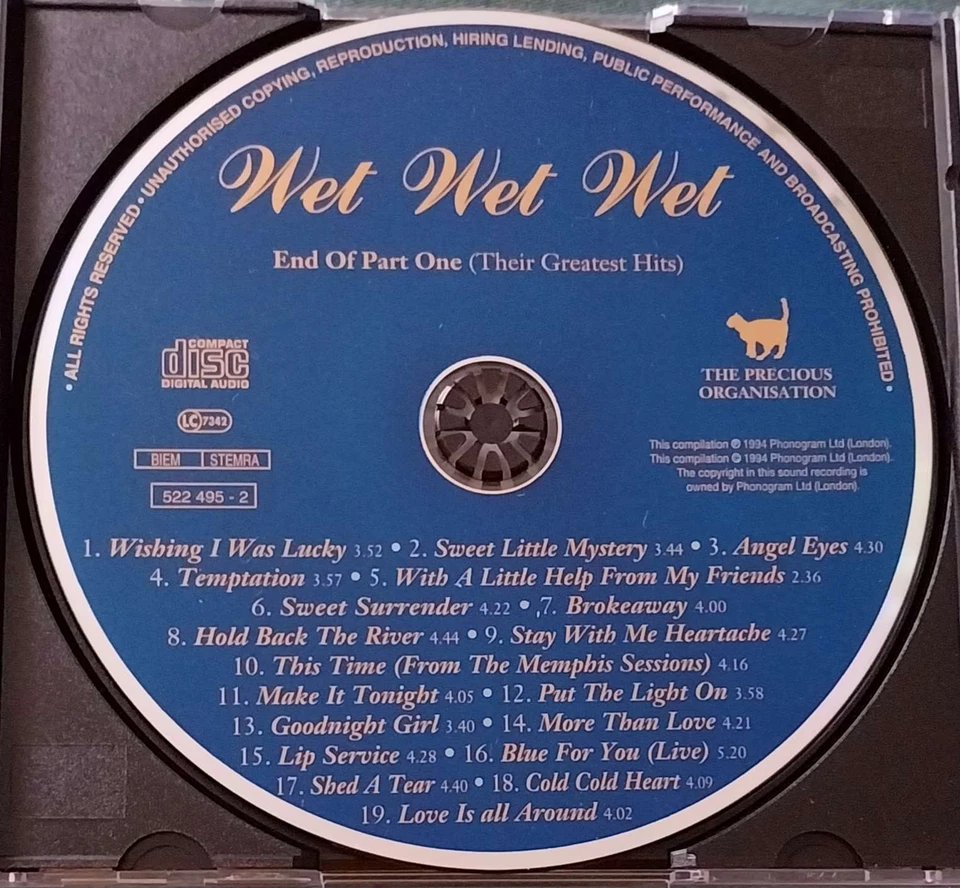 • ALL RIGHTS RESERVED • UNAUTHORISED COPYING, REPRODUCTION, HIRING LENDING, PUBLIC PERFORMANCE AND BROADCASTING PROHIBITED •
Wet Wet Wet
End Of Part One (Their Greatest Hits)
COMPACT
disc
DIGITAL AUDIO
LC 7342
BIEM | STEMRA
522 495 - 2
THE PRECIOUS
ORGANISATION
This compilation ℗ 1994 Phonogram Ltd (London).
This compilation © 1994 Phonogram Ltd (London).
The copyright in this sound recording is
owned by Phonogram Ltd (London).
1. Wishing I Was Lucky 3.52 • 2. Sweet Little Mystery 3.44 • 3. Angel Eyes 4.30
4. Temptation 3.57 • 5. With A Little Help From My Friends 2.36
6. Sweet Surrender 4.22 • 7. Brokeaway 4.00
8. Hold Back The River 4.44 • 9. Stay With Me Heartache 4.27
10. This Time (From The Memphis Sessions) 4.16
11. Make It Tonight 4.05 • 12. Put The Light On 3.58
13. Goodnight Girl 3.40 • 14. More Than Love 4.21
15. Lip Service 4.28 • 16. Blue For You (Live) 5.20
17. Shed A Tear 4.40 • 18. Cold Cold Heart 4.09
19. Love Is all Around 4.02